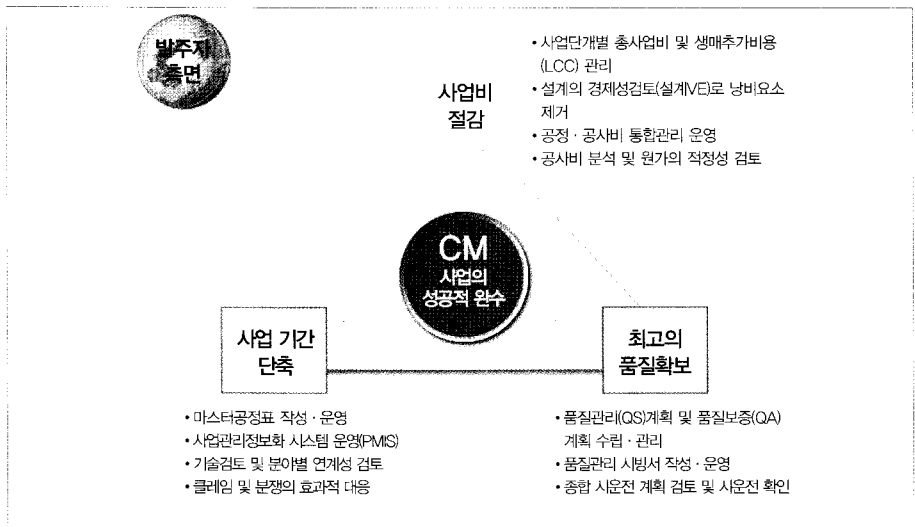 발주자
측면
사업비
절감
• 사업단개별 총사업비 및 생매추가비용
(LCC) 관리
• 설계의 경제성검토(설계VE)로 낭비요소
제거
• 공정 · 공사비 통합관리 운영
• 공사비 분석 및 원가의 적정성 검토
CM
사업의
성공적 완수
사업 기간
단축
최고의
품질확보
• 마스터공정표 작성 · 운영
• 사업관리정보화 시스템 운영(PMIS)
• 기술검토 및 분야별 연계성 검토
• 클레임 및 분쟁의 효과적 대응
• 품질관리(QS)계획 및 품질보증(QA)
계획 수립 · 관리
• 품질관리 시방서 작성 · 운영
• 종합 시운전 계획 검토 및 시운전 확인